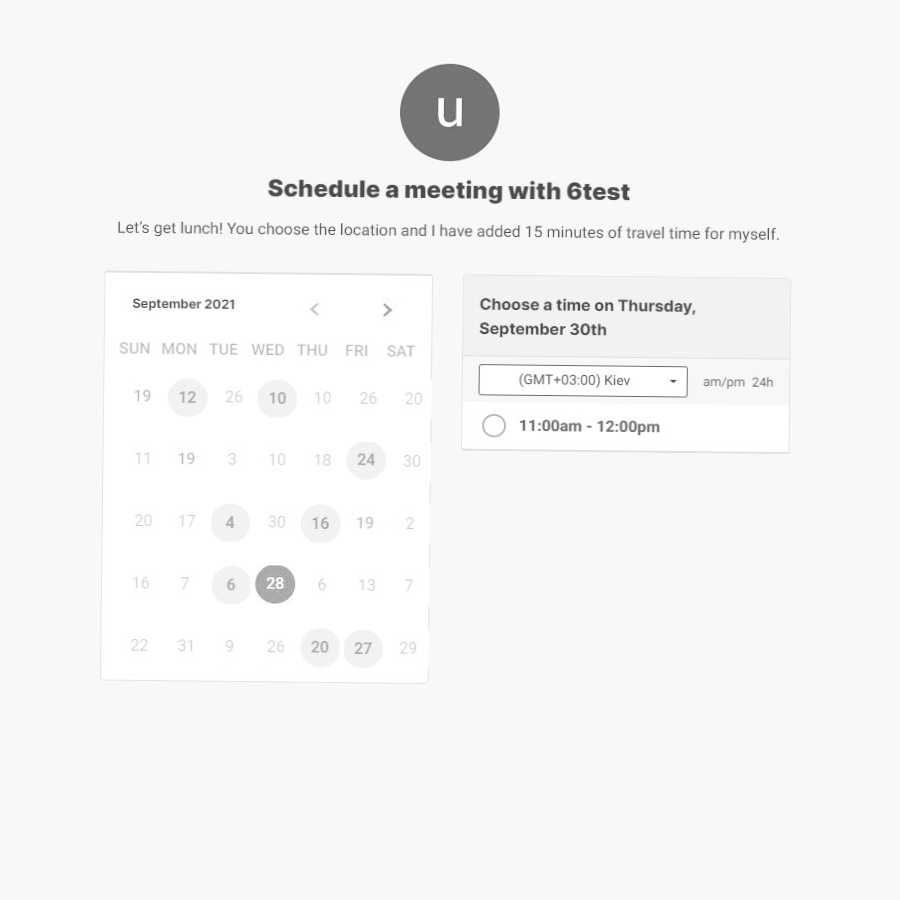 u
Schedule a meeting with 6test
Let's get lunch! You choose the location and I have added 15 minutes of travel time for myself.
September 2021
SUN MON TUE WED THU FRI SAT
19 12 26 10 10 26 20
11 19 3 10 18 24 30
20 17 4 30 16 19 2
16 7 6 28 6 13 7
22 31 9 26 20 27 29
Choose a time on Thursday,
September 30th
(GMT+03:00) Kiev am/pm 24h
11:00am - 12:00pm